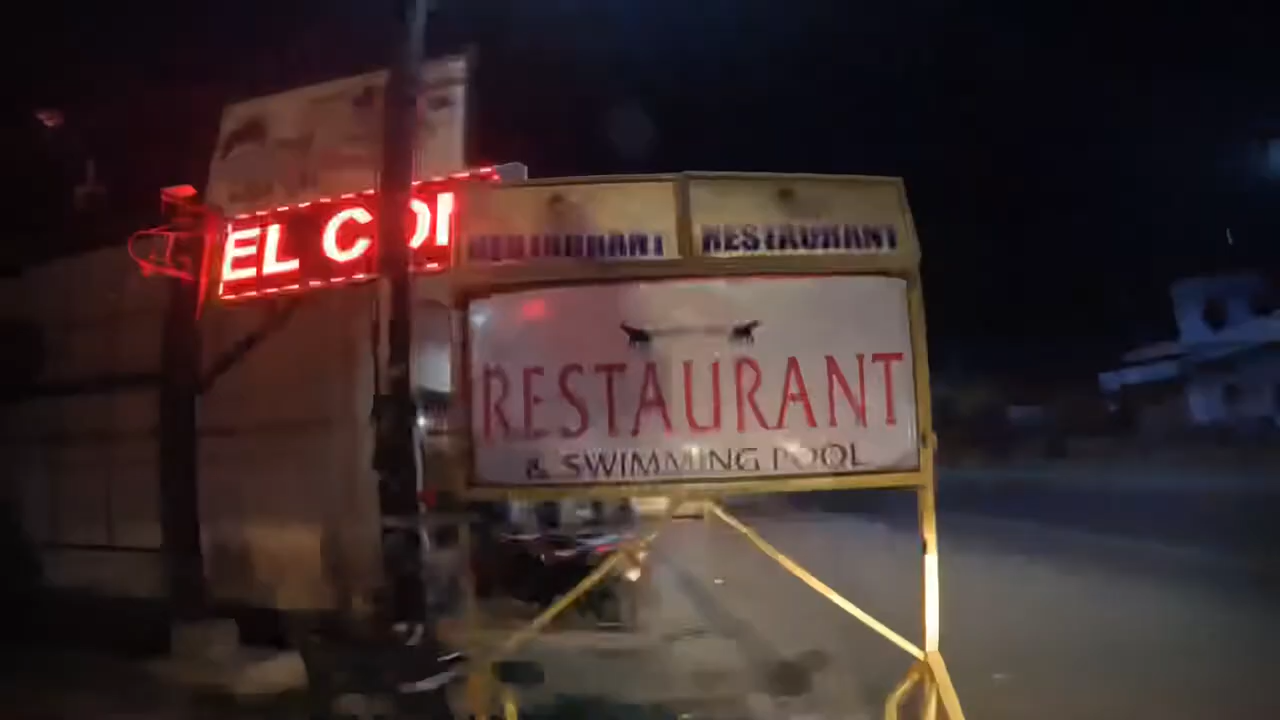 EL CO
RESTAURANT RESTAURANT
RESTAURANT
& SWIMMING POOL